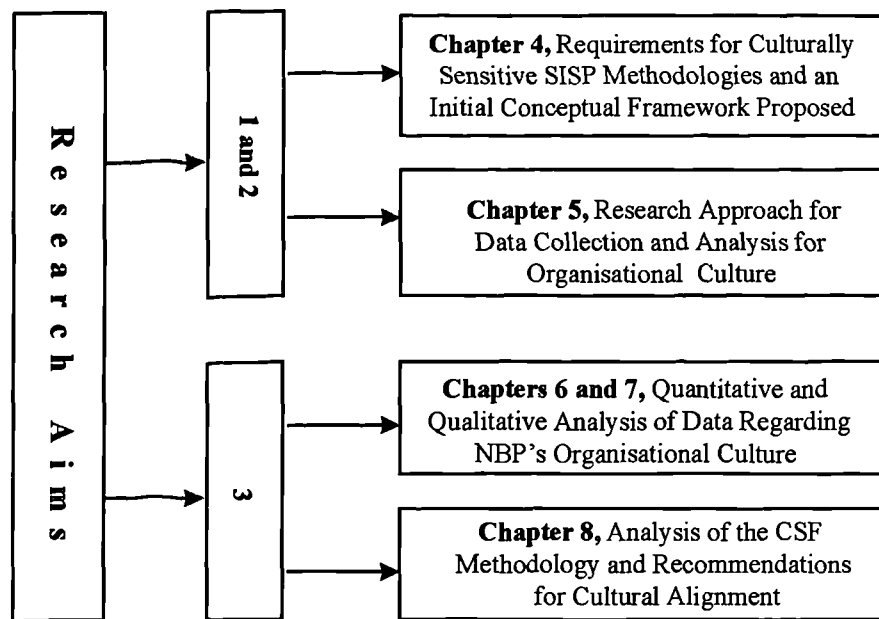 Research Aims
1 and 2
Chapter 4, Requirements for Culturally
Sensitive SISP Methodologies and an
Initial Conceptual Framework Proposed
Chapter 5, Research Approach for
Data Collection and Analysis for
Organisational Culture
3
Chapters 6 and 7, Quantitative and
Qualitative Analysis of Data Regarding
NBP's Organisational Culture
Chapter 8, Analysis of the CSF
Methodology and Recommendations
for Cultural Alignment